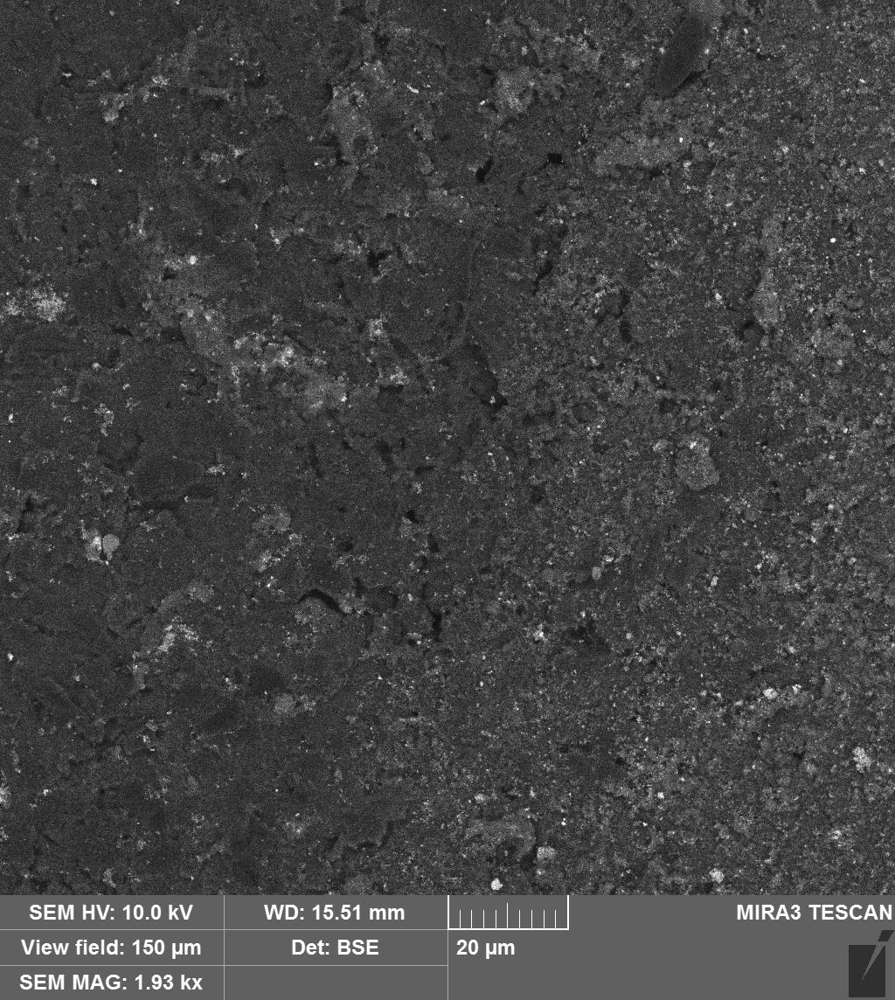 SEM HV: 10.0 kV
WD: 15.51 mm
MIRA3 TESCAN
View field: 150 µm
Det: BSE
20 µm
SEM MAG: 1.93 kx